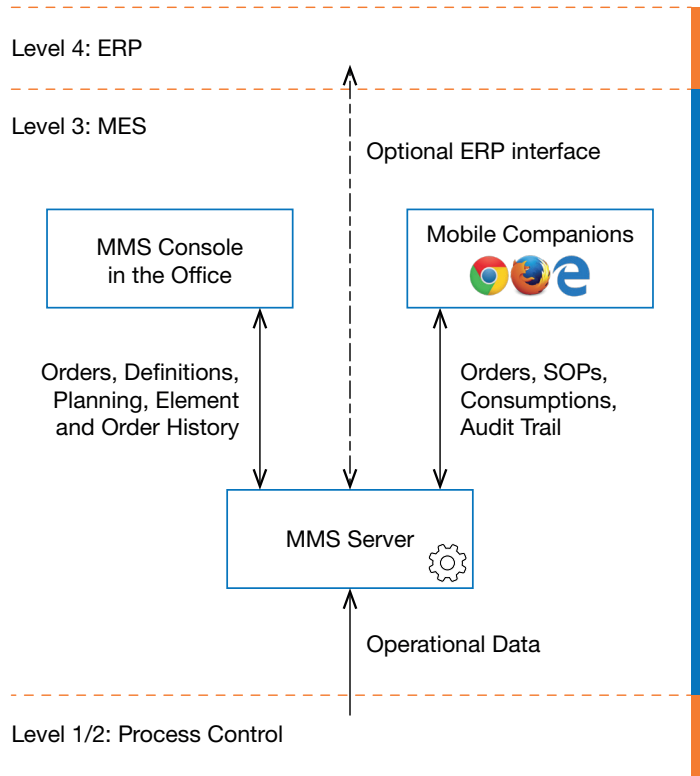 Level 4: ERP
Level 3: MES
Optional ERP interface
MMS Console
in the Office
Mobile Companions
Orders, Definitions,
Planning, Element
and Order History
Orders, SOPs,
Consumptions,
Audit Trail
MMS Server
Operational Data
Level 1/2: Process Control